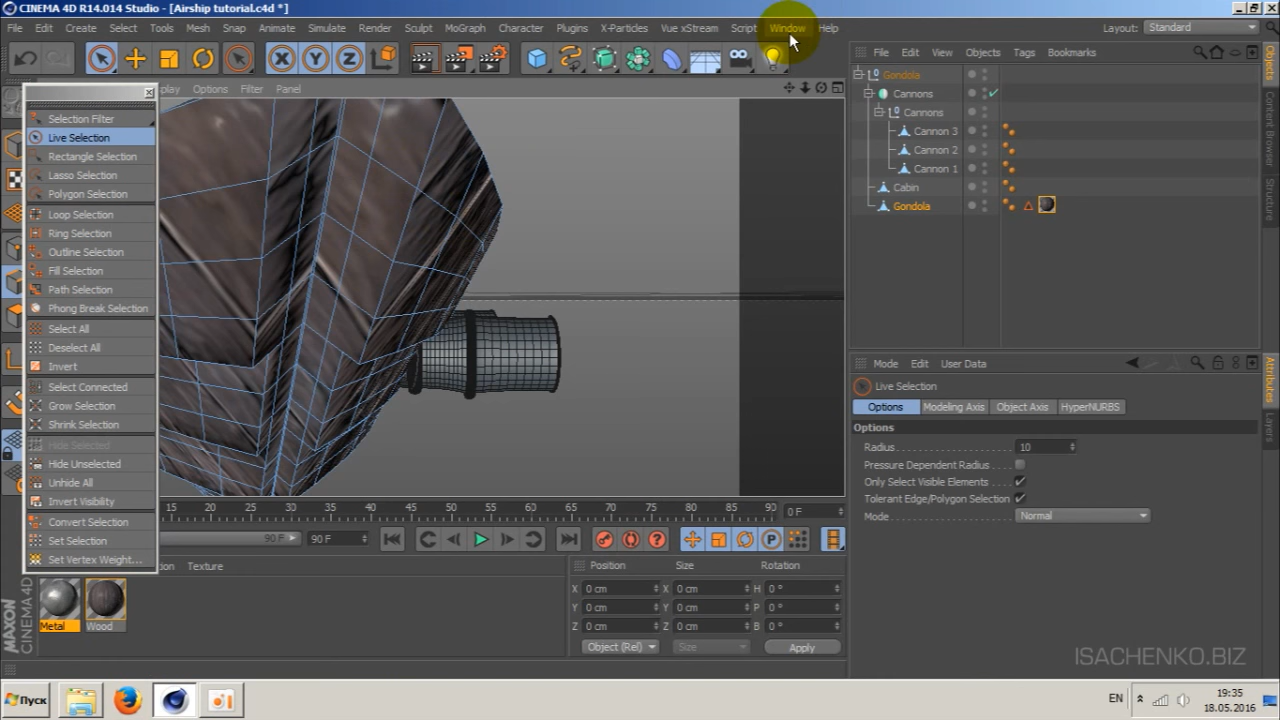 CINEMA 4D R14.014 Studio - [Airship tutorial.c4d *]
File Edit Create Select Tools Mesh Snap Animate Simulate Render Sculpt MoGraph Character Plugins X-Particles Vue xStream Script Window Help Layout: Standard
X Y Z
File Edit View Objects Tags Bookmarks
play Options Filter Panel
Gondola
Cannons
Cannons
Cannon 3
Cannon 2
Cannon 1
Cabin
Gondola
Objects
Content Browser
Structure
Selection Filter
Live Selection
Rectangle Selection
Lasso Selection
Polygon Selection
Loop Selection
Ring Selection
Outline Selection
Fill Selection
Path Selection
Phong Break Selection
Select All
Deselect All
Invert
Select Connected
Grow Selection
Shrink Selection
Hide Selected
Hide Unselected
Unhide All
Invert Visibility
Convert Selection
Set Selection
Set Vertex Weight...
Mode Edit User Data
Live Selection
Options Modeling Axis Object Axis HyperNURBS
Options
Radius 10
Pressure Dependent Radius
Only Select Visible Elements
Tolerant Edge/Polygon Selection
Mode Normal
Attributes
Layers
15 20 25 30 35 40 45 50 55 60 65 70 75 80 85 90 0 F
90 F 90 F
P
tion Texture
Position Size Rotation
X 0 cm X 0 cm H 0 °
Y 0 cm Y 0 cm P 0 °
Z 0 cm Z 0 cm B 0 °
Object (Rel) Size Apply
Metal Wood
MAXON CINEMA 4D
ISACHENKO.BIZ
Пуск
EN
19:35
18.05.2016